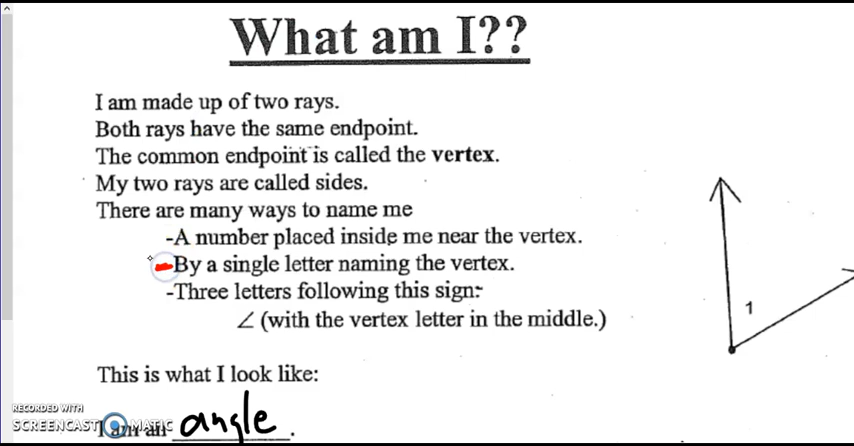 What am I??
I am made up of two rays.
Both rays have the same endpoint.
The common endpoint is called the vertex.
My two rays are called sides.
There are many ways to name me
-A number placed inside me near the vertex.
-By a single letter naming the vertex.
-Three letters following this sign:
∠ (with the vertex letter in the middle.)
1
This is what I look like:
RECORDED WITH
SCREENCAST MATIC
I am an angle.